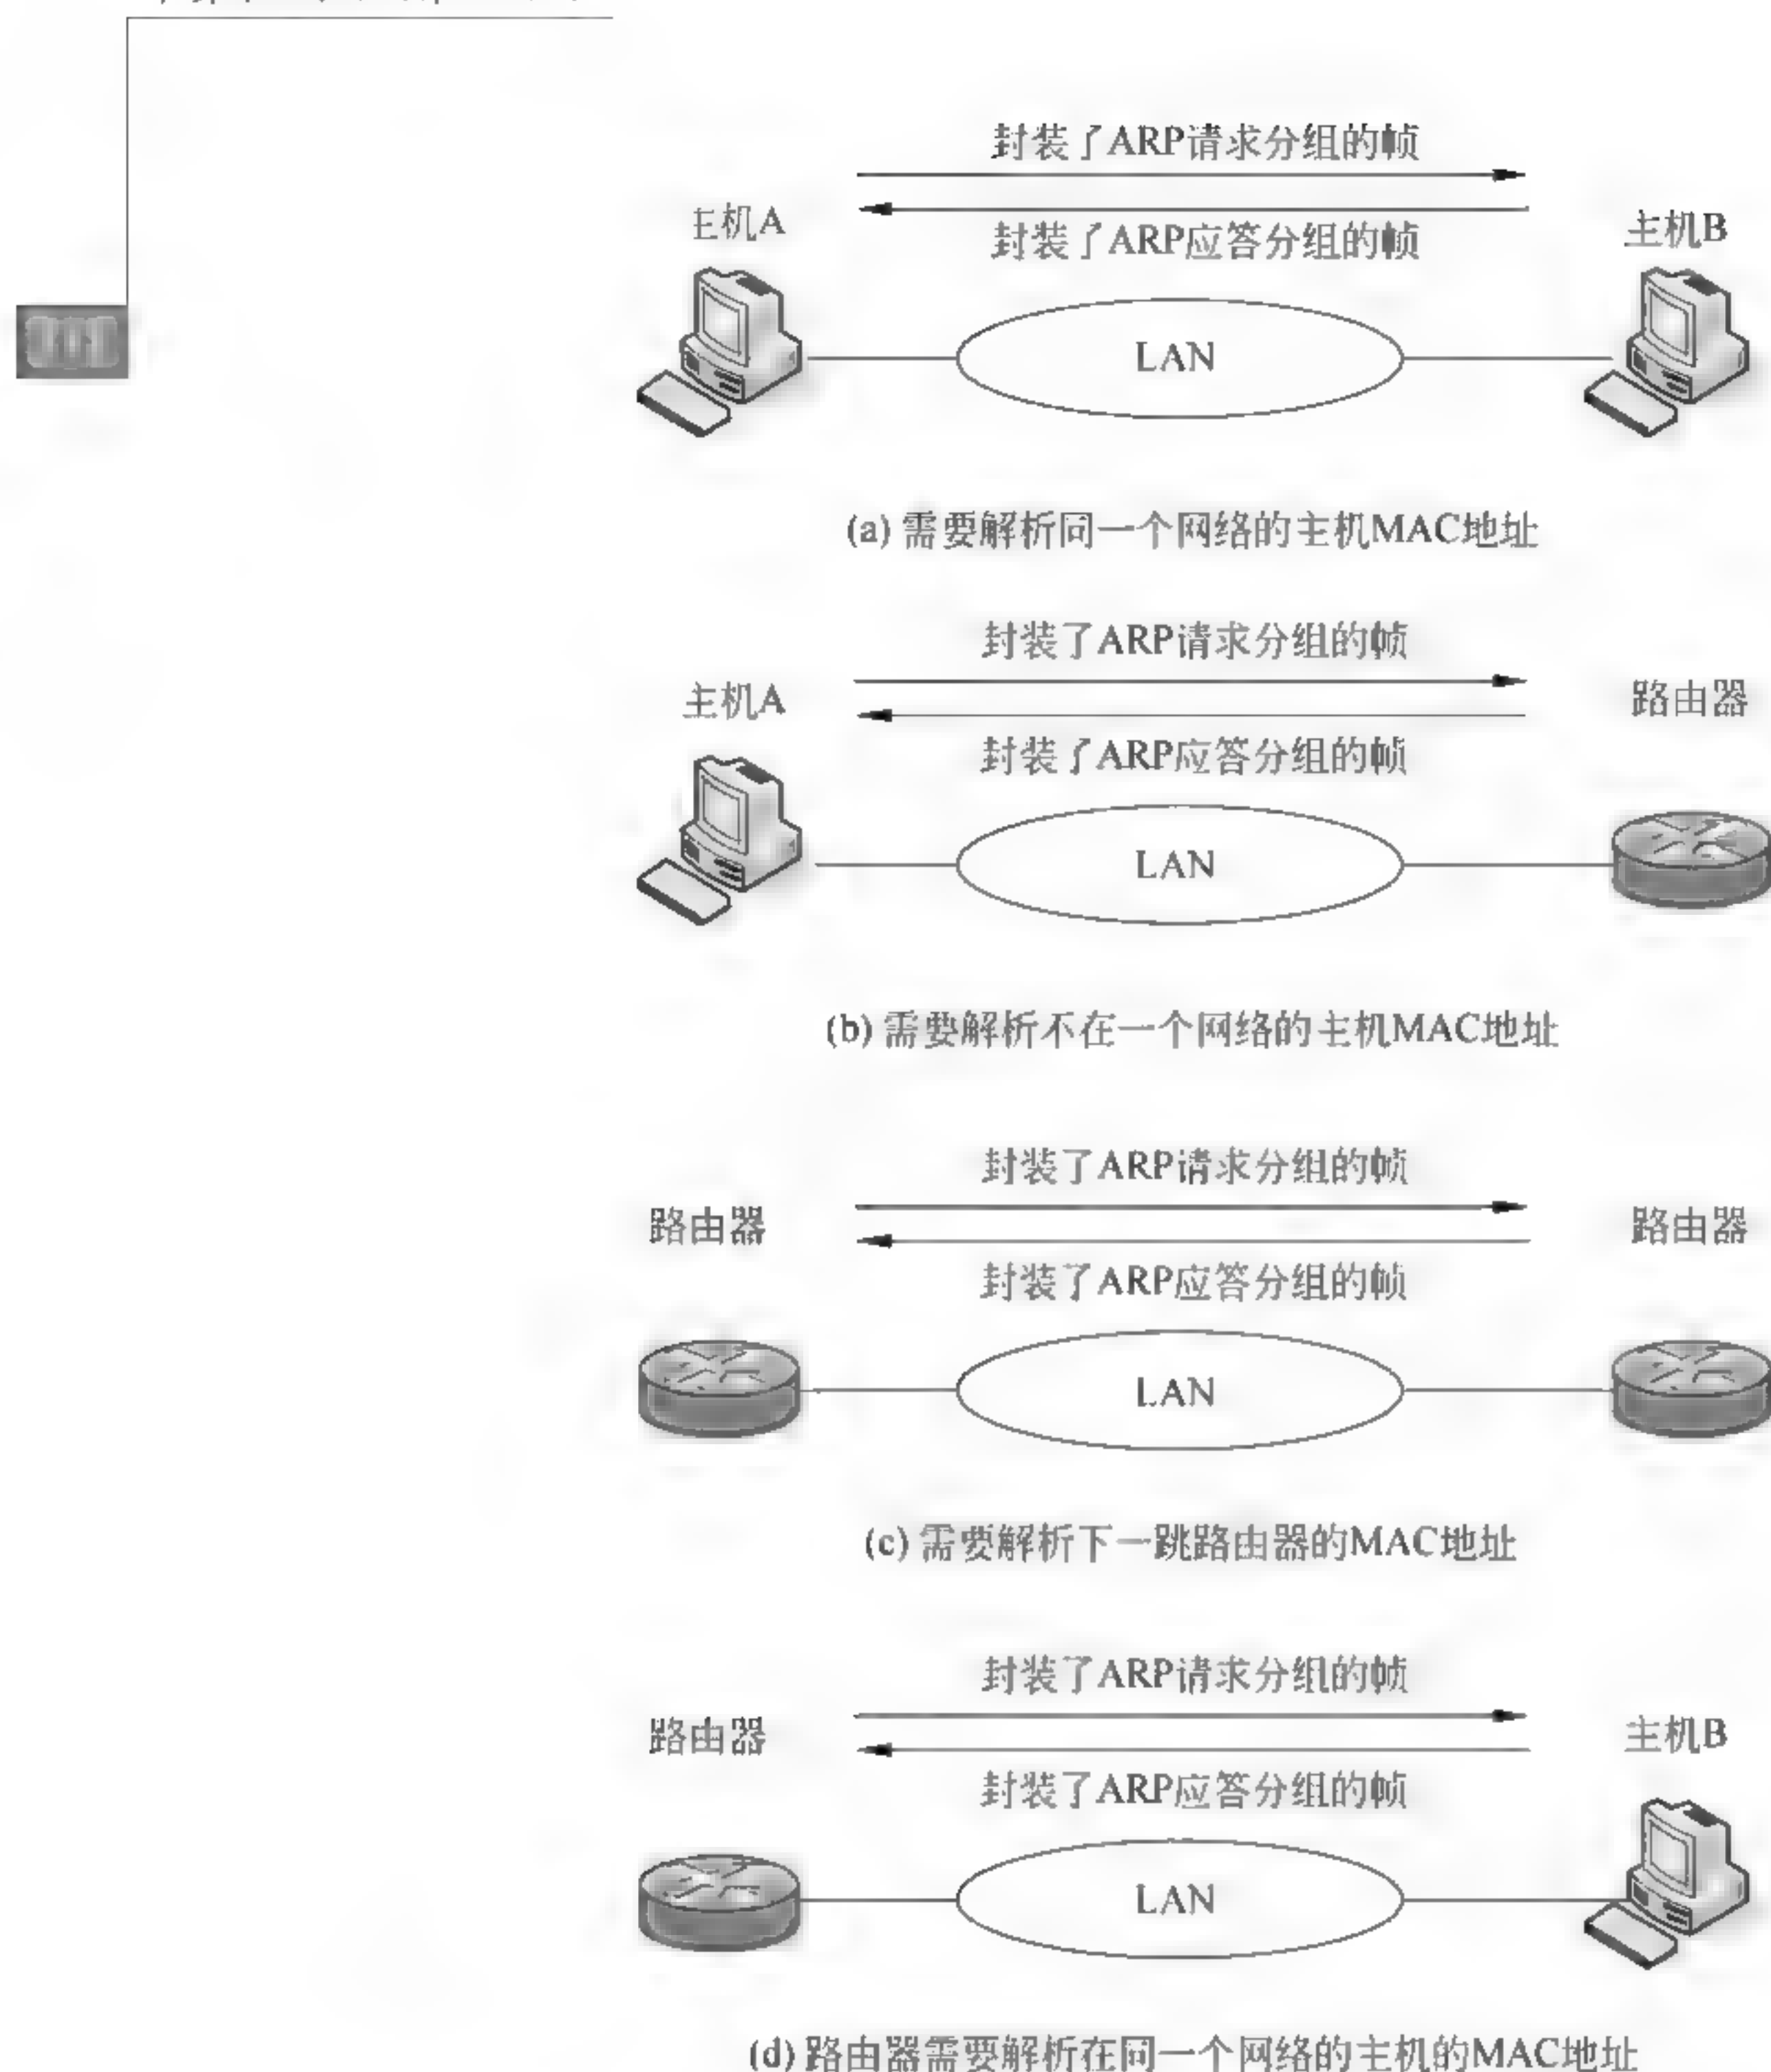 封装了ARP请求分组的帧
主机A
主机B
封装了ARP应答分组的帧
LAN
(a) 需要解析同一个网络的主机MAC地址
封装了ARP请求分组的帧
主机A
路由器
封装了ARP应答分组的帧
LAN
(b) 需要解析不在一个网络的主机MAC地址
封装了ARP请求分组的帧
路由器
路由器
封装了ARP应答分组的帧
LAN
(c) 需要解析下一跳路由器的MAC地址
封装了ARP请求分组的帧
路由器
主机B
封装了ARP应答分组的帧
LAN
(d) 路由器需要解析在同一个网络的主机的MAC地址